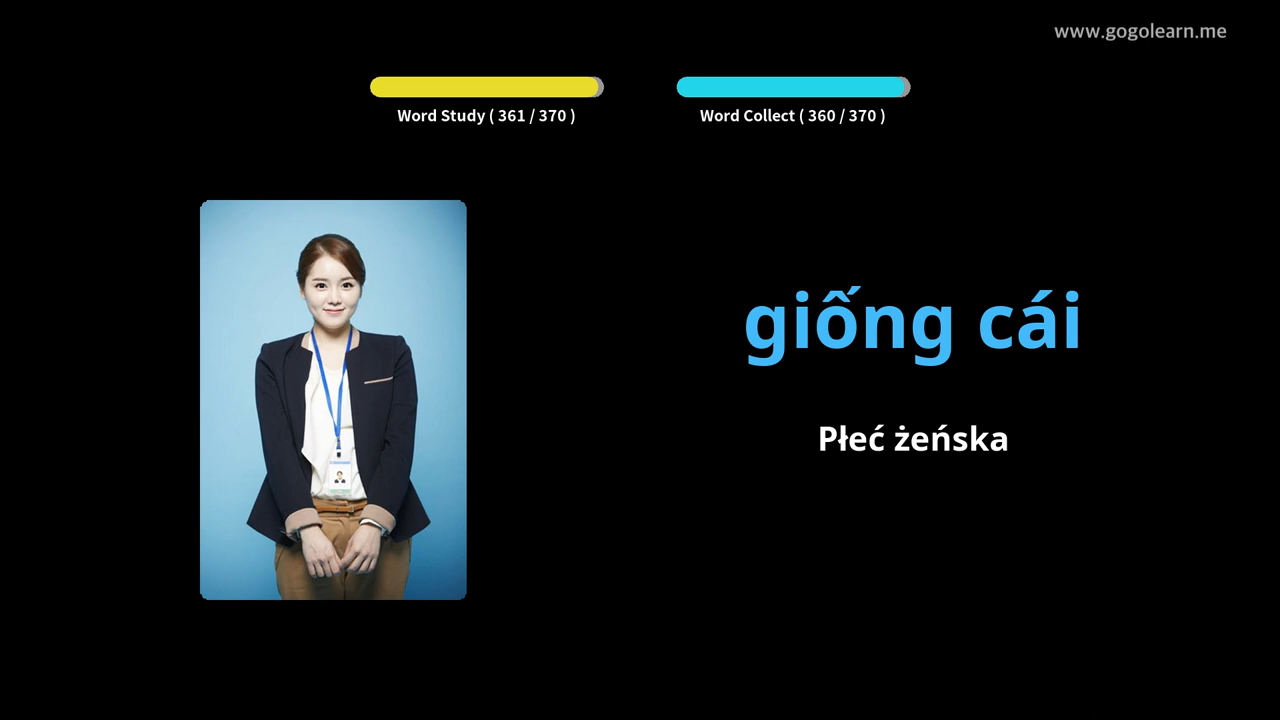 www.gogolearn.me
Word Study ( 361 / 370 )
Word Collect ( 360 / 370 )
giống cái
Płeć żeńska